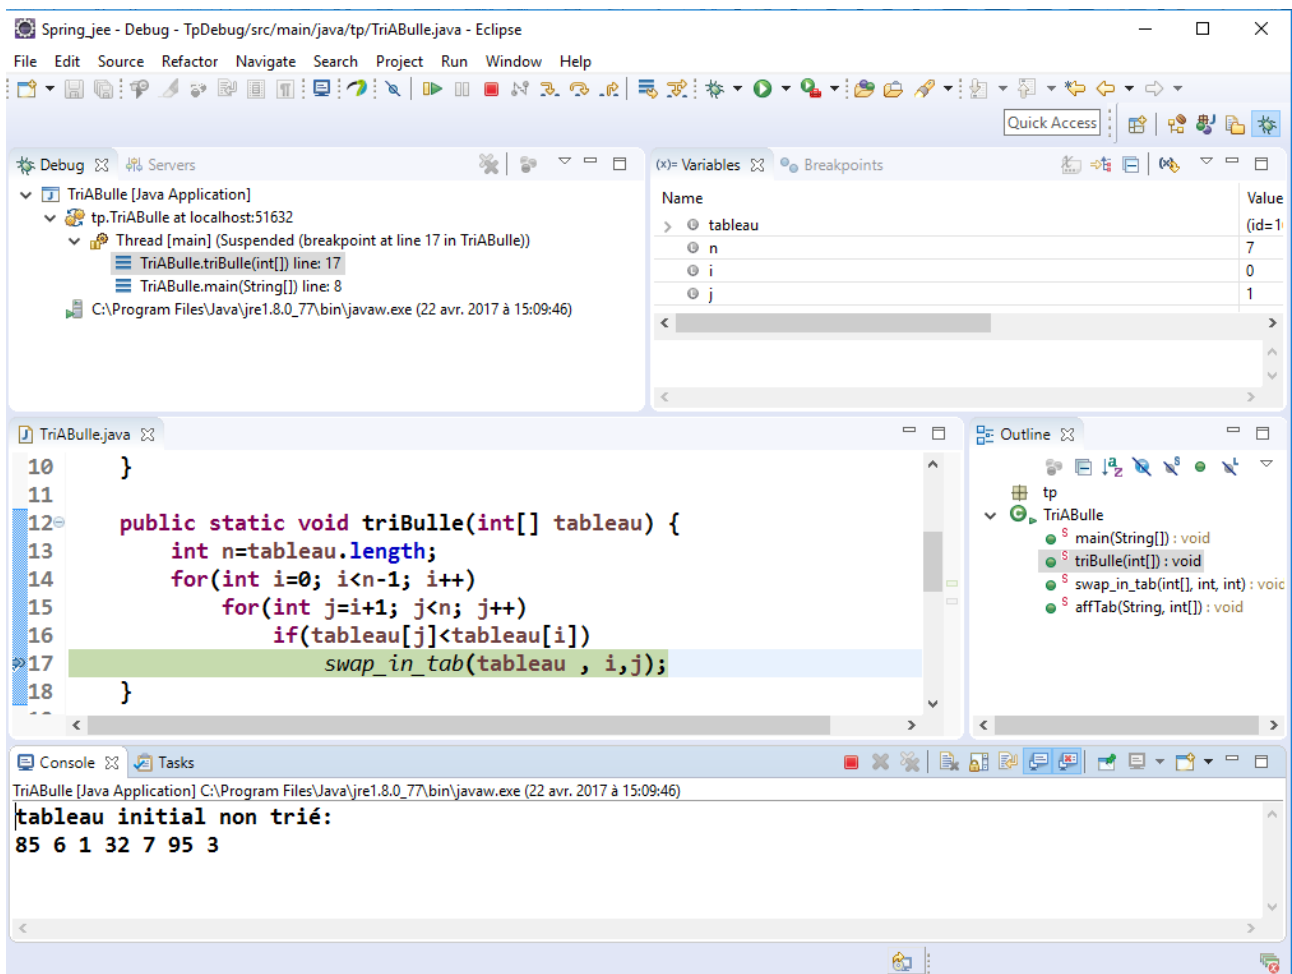 Spring_jee - Debug - TpDebug/src/main/java/tp/TriABulle.java - Eclipse
File Edit Source Refactor Navigate Search Project Run Window Help
Quick Access
Debug Servers
TriABulle [Java Application]
tp.TriABulle at localhost:51632
Thread [main] (Suspended (breakpoint at line 17 in TriABulle))
TriABulle.triBulle(int[]) line: 17
TriABulle.main(String[]) line: 8
C:\Program Files\Java\jre1.8.0_77\bin\javaw.exe (22 avr. 2017 à 15:09:46)
(x)= Variables Breakpoints
Name Value
tableau (id=1
n 7
i 0
j 1
TriABulle.java
10 }
11
12 public static void triBulle(int[] tableau) {
13 int n=tableau.length;
14 for(int i=0; i<n-1; i++)
15 for(int j=i+1; j<n; j++)
16 if(tableau[j]<tableau[i])
17 swap_in_tab(tableau , i,j);
18 }
Outline
tp
TriABulle
main(String[]) : void
triBulle(int[]) : void
swap_in_tab(int[], int, int) : voic
affTab(String, int[]) : void
Console Tasks
TriABulle [Java Application] C:\Program Files\Java\jre1.8.0_77\bin\javaw.exe (22 avr. 2017 à 15:09:46)
tableau initial non trié:
85 6 1 32 7 95 3